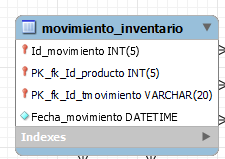 movimiento_inventario
Id_movimiento INT(5)
PK_fk_Id_producto INT(5)
PK_fk_Id_tmovimiento VARCHAR(20)
Fecha_movimiento DATETIME
Indexes